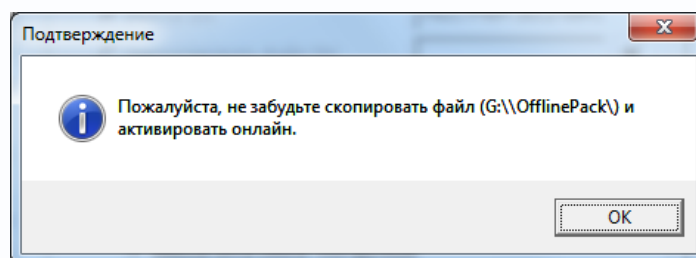 Подтверждение
Пожалуйста, не забудьте скопировать файл (G:\\OfflinePack\) и
активировать онлайн.
OK